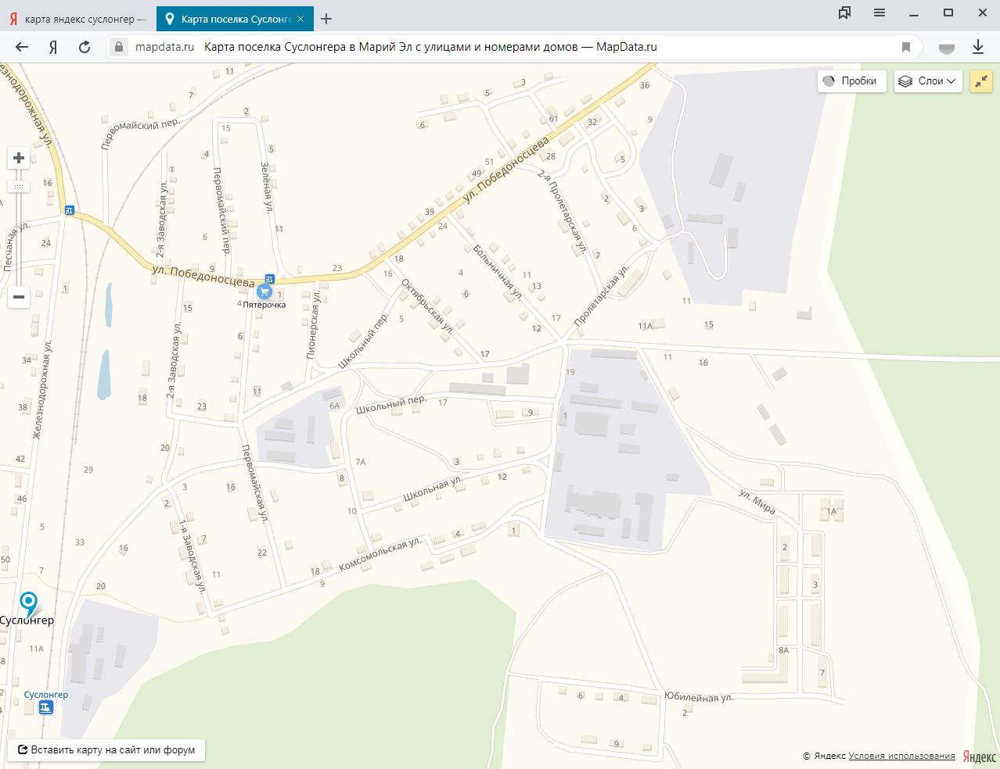 карта яндекс суслонгер —
Карта поселка Суслонге
mapdata.ru Карта поселка Суслонгера в Марий Эл с улицами и номерами домов — MapData.ru
Пробки
Слои
Железнодорожная ул.
Первомайский пер.
11
7
2
15
4
5
1
16
Зелёная ул.
Первомайский пер.
2-я Заводская ул.
6
11
Песчаная ул.
24
ул. Победоносцева
9
23
1
Пятёрочка
3
5
6
61
32
36
9
28
51
49
ул. Победоносцева
39
24
5
2
3
6
7
2-я Пролетарская ул.
18
16
4
6
11
13
Больничная ул.
Октябрьская ул.
5
12
17
17
Пролетарская ул.
11
11А
15
11
16
19
1
4
6
15
Пионерская ул.
Школьный пер.
2-я Заводская ул.
34
38
Железнодорожная ул.
18
23
11
6А
Школьный пер.
17
9
20
42
29
46
5
33
50
7
16
20
3
2
7
11
1-я Заводская ул.
Первомайская ул.
16
22
7А
8
10
3
12
Школьная ул.
4
1
Комсомольская ул.
18
9
ул. Мира
1А
2
3
8А
7
Суслонгер
11А
Суслонгер
Юбилейная ул.
6
4
2
9
Вставить карту на сайт или форум
© Яндекс Условия использования
Яндекс